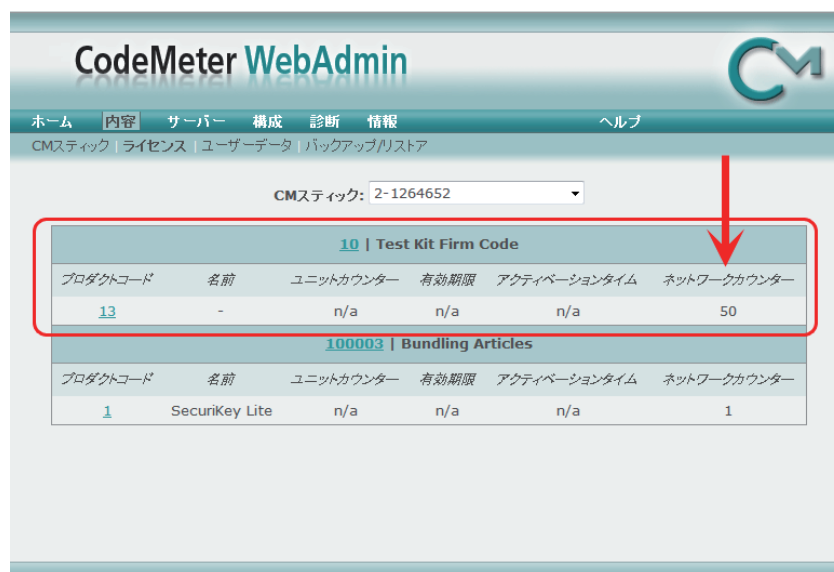 CodeMeter WebAdmin
CM
ホーム 内容 サーバー 構成 診断 情報 ヘルプ
CMスティック | ライセンス | ユーザーデータ | バックアップ/リストア
CMスティック: 2-1264652
10 | Test Kit Firm Code
プロダクトコード 名前 ユニットカウンター 有効期限 アクティベーションタイム ネットワークカウンター
13 - n/a n/a n/a 50
100003 | Bundling Articles
プロダクトコード 名前 ユニットカウンター 有効期限 アクティベーションタイム ネットワークカウンター
1 SecuriKey Lite n/a n/a n/a 1